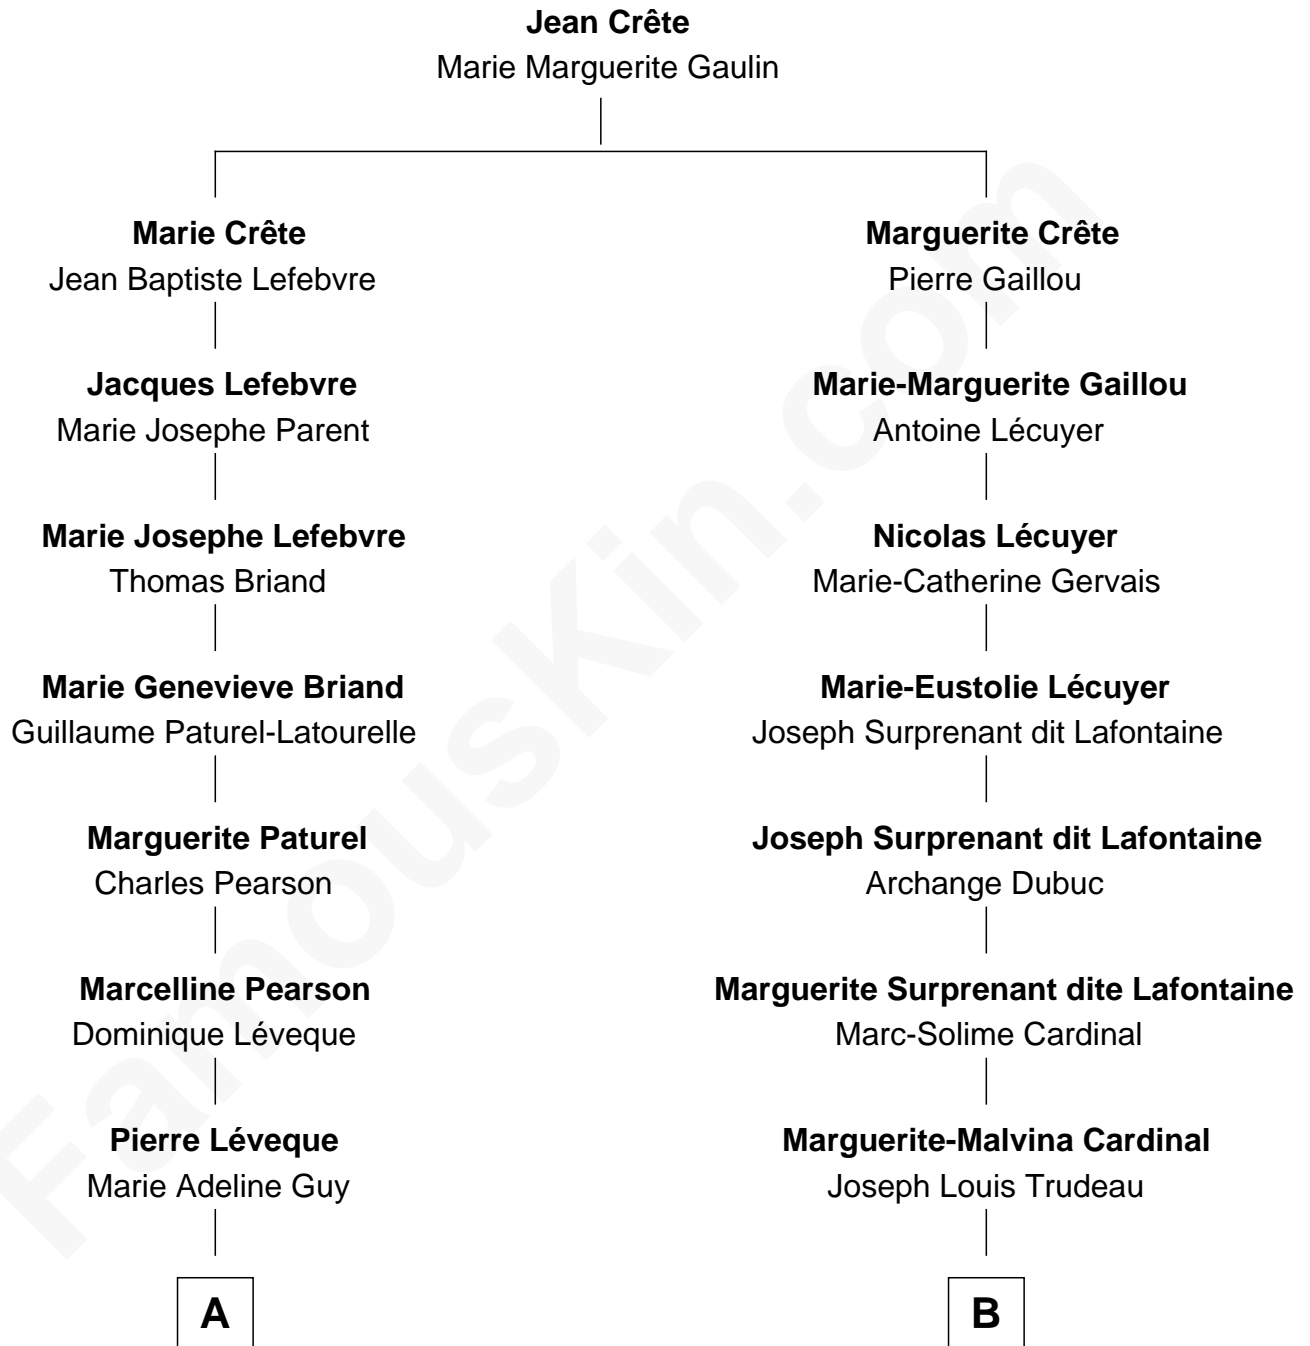 Jean Crête
Marie Marguerite Gaulin
Marie Crête
Jean Baptiste Lefebvre
Jacques Lefebvre
Marie Josephe Parent
Marie Josephe Lefebvre
Thomas Briand
Marie Genevieve Briand
Guillaume Paturel-Latourelle
Marguerite Paturel
Charles Pearson
Marcelline Pearson
Dominique Léveque
Pierre Léveque
Marie Adeline Guy
A
Marguerite Crête
Pierre Gaillou
Marie-Marguerite Gaillou
Antoine Lécuyer
Nicolas Lécuyer
Marie-Catherine Gervais
Marie-Eustolie Lécuyer
Joseph Surprenant dit Lafontaine
Joseph Surprenant dit Lafontaine
Archange Dubuc
Marguerite Surprenant dite Lafontaine
Marc-Solime Cardinal
Marguerite-Malvina Cardinal
Joseph Louis Trudeau
B
FamousKin.com